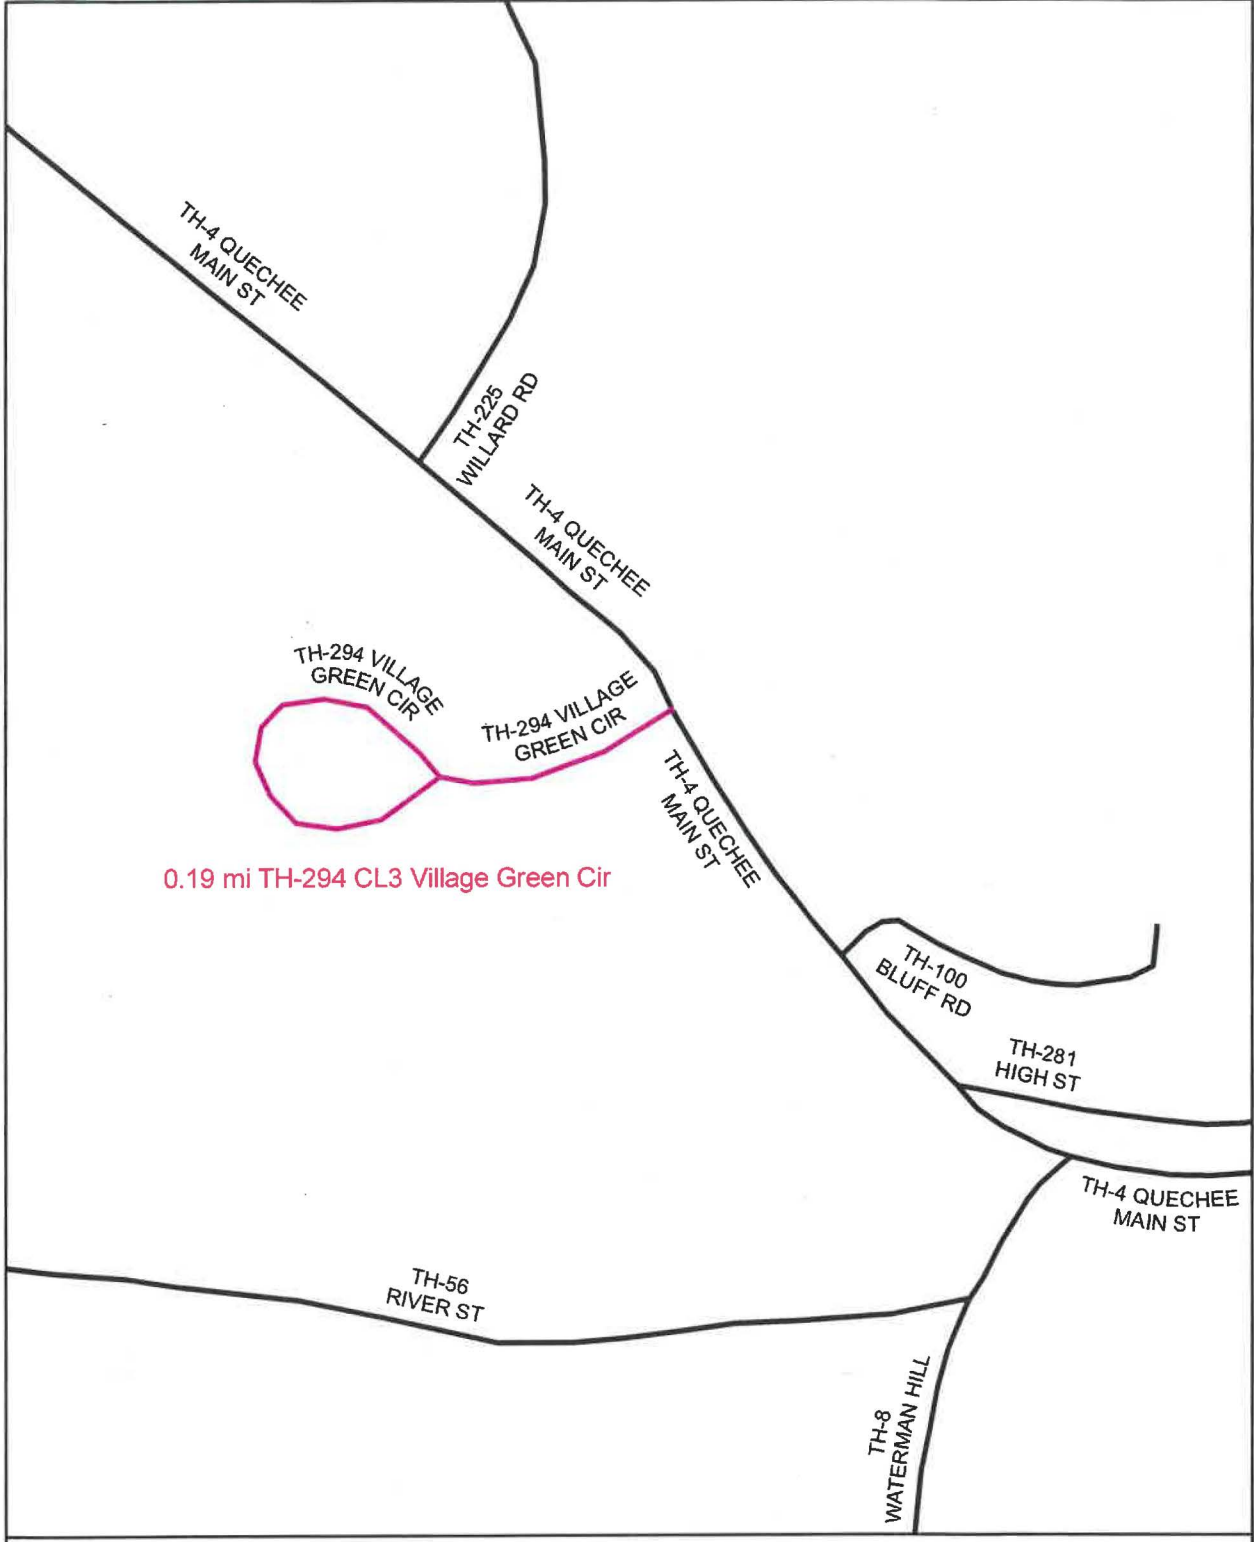 TH-4 QUECHEE
MAIN ST
TH-225
WILLARD RD
TH-4 QUECHEE
MAIN ST
TH-294 VILLAGE
GREEN CIR
TH-294 VILLAGE
GREEN CIR
TH-4 QUECHEE
MAIN ST
0.19 mi TH-294 CL3 Village Green Cir
TH-100
BLUFF RD
TH-281
HIGH ST
TH-4 QUECHEE
MAIN ST
TH-56
RIVER ST
TH-8
WATERMAN HILL